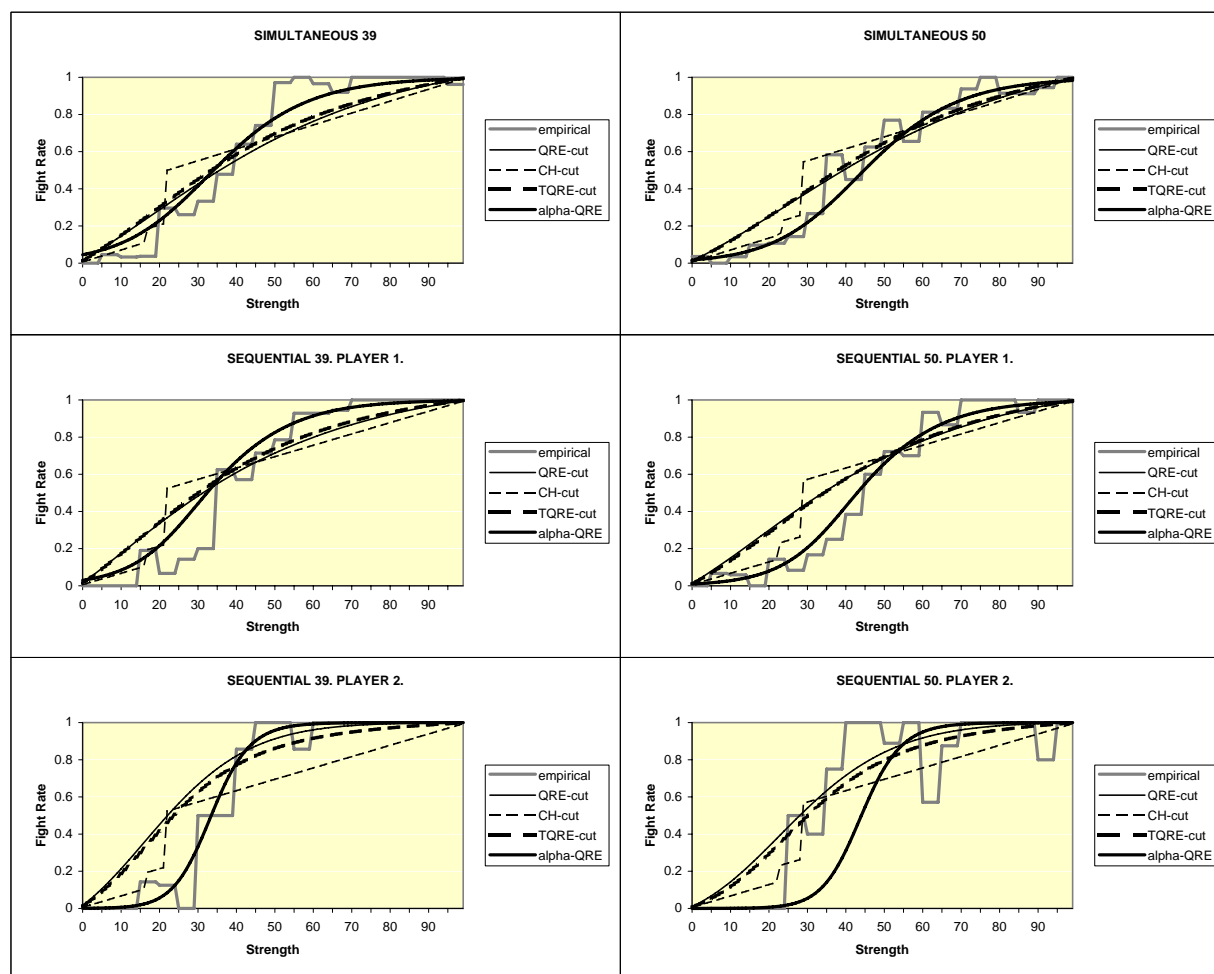 SIMULTANEOUS 39
1
0.8
0.6
0.4
0.2
0
Fight Rate
0 10 20 30 40 50 60 70 80 90
Strength
empirical
QRE-cut
CH-cut
TQRE-cut
alpha-QRE
SIMULTANEOUS 50
1
0.8
0.6
0.4
0.2
0
Fight Rate
0 10 20 30 40 50 60 70 80 90
Strength
empirical
QRE-cut
CH-cut
TQRE-cut
alpha-QRE
SEQUENTIAL 39. PLAYER 1.
1
0.8
0.6
0.4
0.2
0
Fight Rate
0 10 20 30 40 50 60 70 80 90
Strength
empirical
QRE-cut
CH-cut
TQRE-cut
alpha-QRE
SEQUENTIAL 50. PLAYER 1.
1
0.8
0.6
0.4
0.2
0
Fight Rate
0 10 20 30 40 50 60 70 80 90
Strength
empirical
QRE-cut
CH-cut
TQRE-cut
alpha-QRE
SEQUENTIAL 39. PLAYER 2.
1
0.8
0.6
0.4
0.2
0
Fight Rate
0 10 20 30 40 50 60 70 80 90
Strength
empirical
QRE-cut
CH-cut
TQRE-cut
alpha-QRE
SEQUENTIAL 50. PLAYER 2.
1
0.8
0.6
0.4
0.2
0
Fight Rate
0 10 20 30 40 50 60 70 80 90
Strength
empirical
QRE-cut
CH-cut
TQRE-cut
alpha-QRE